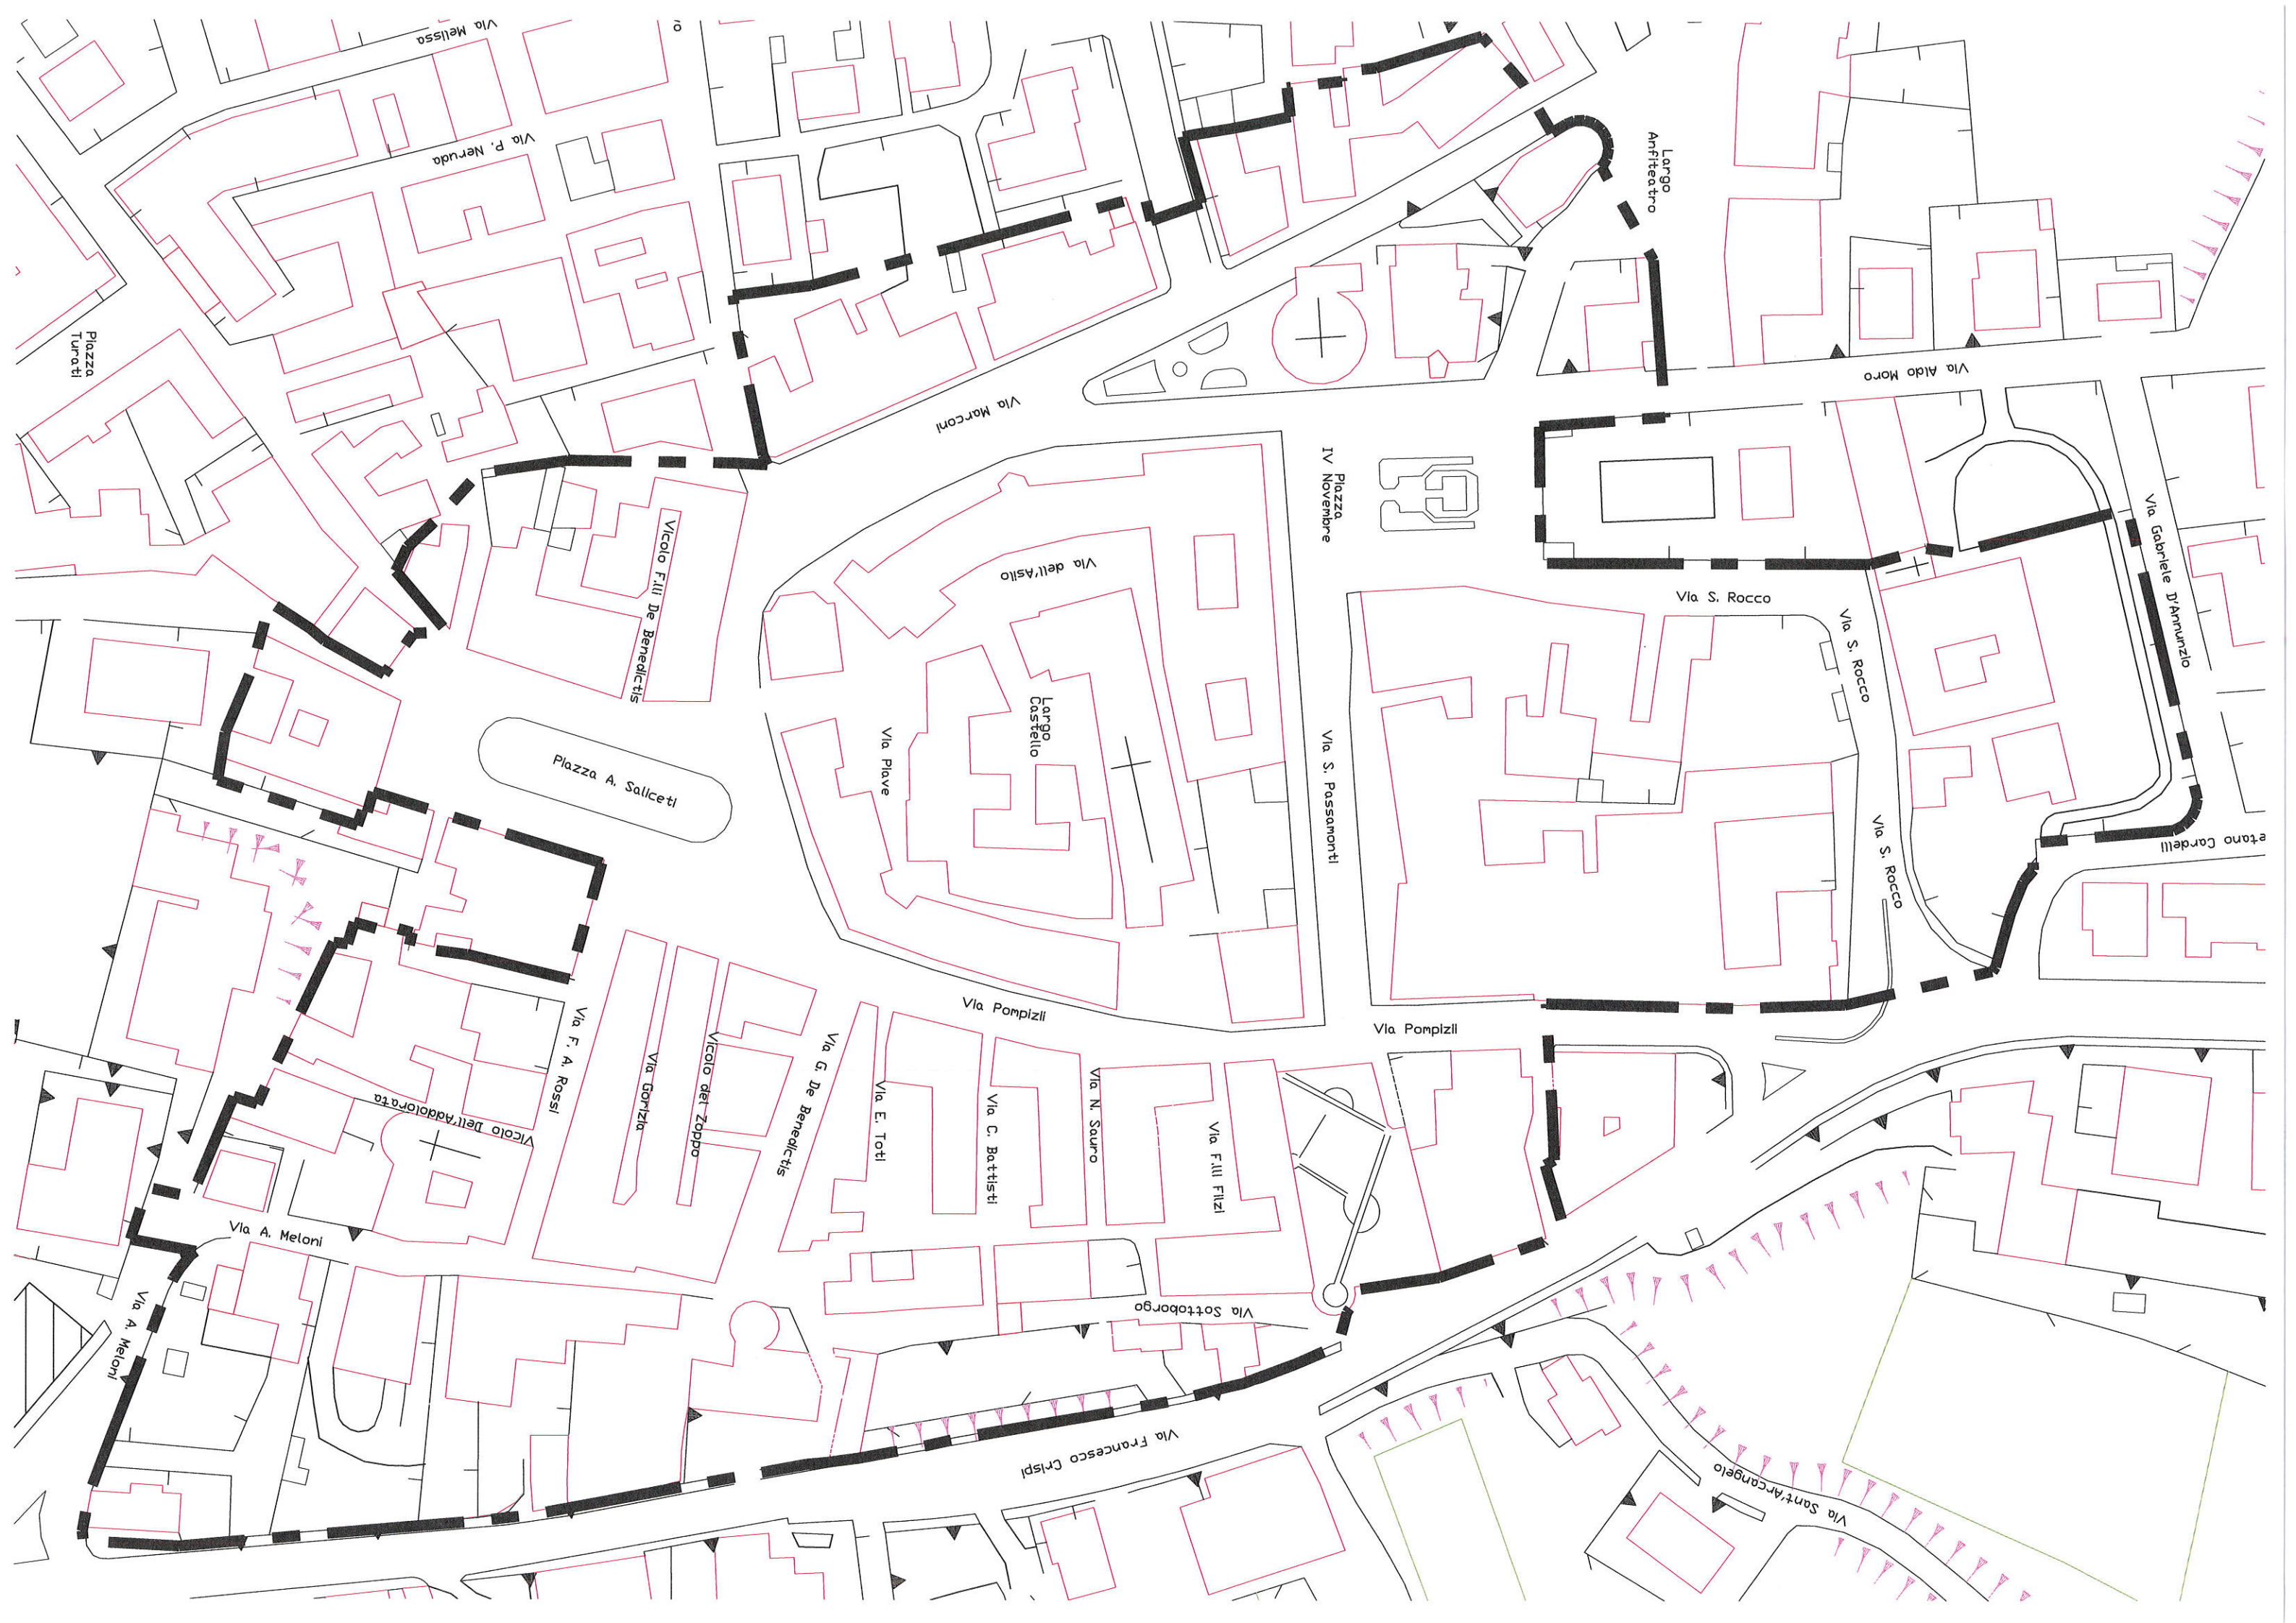 Via Melissa
Via P. Neruda
Largo
Anfiteatro
Piazza
Turati
Via Marconi
Via Aldo Moro
Piazza
IV Novembre
Vicolo F.lli De Benedictis
Via dell'Asilo
Via Gabriele D'Annunzio
Via S. Rocco
Via S. Rocco
Largo
Castello
Via Piave
Piazza A. Saliceti
Via S. Passamonti
Via S. Rocco
etano Cardelli
Via Pompizii
Via Pompizii
Via F. A. Rossi
Via Gorizia
Vicolo del Zoppo
Via G. De Benedictis
Via E. Toti
Via C. Battisti
Via N. Sauro
Via F.lli Filzi
Vicolo Dell'Addolorata
Via A. Meloni
Via A. Meloni
Via Sottoborgo
Via Francesco Crispi
Via Sant'Arcangelo